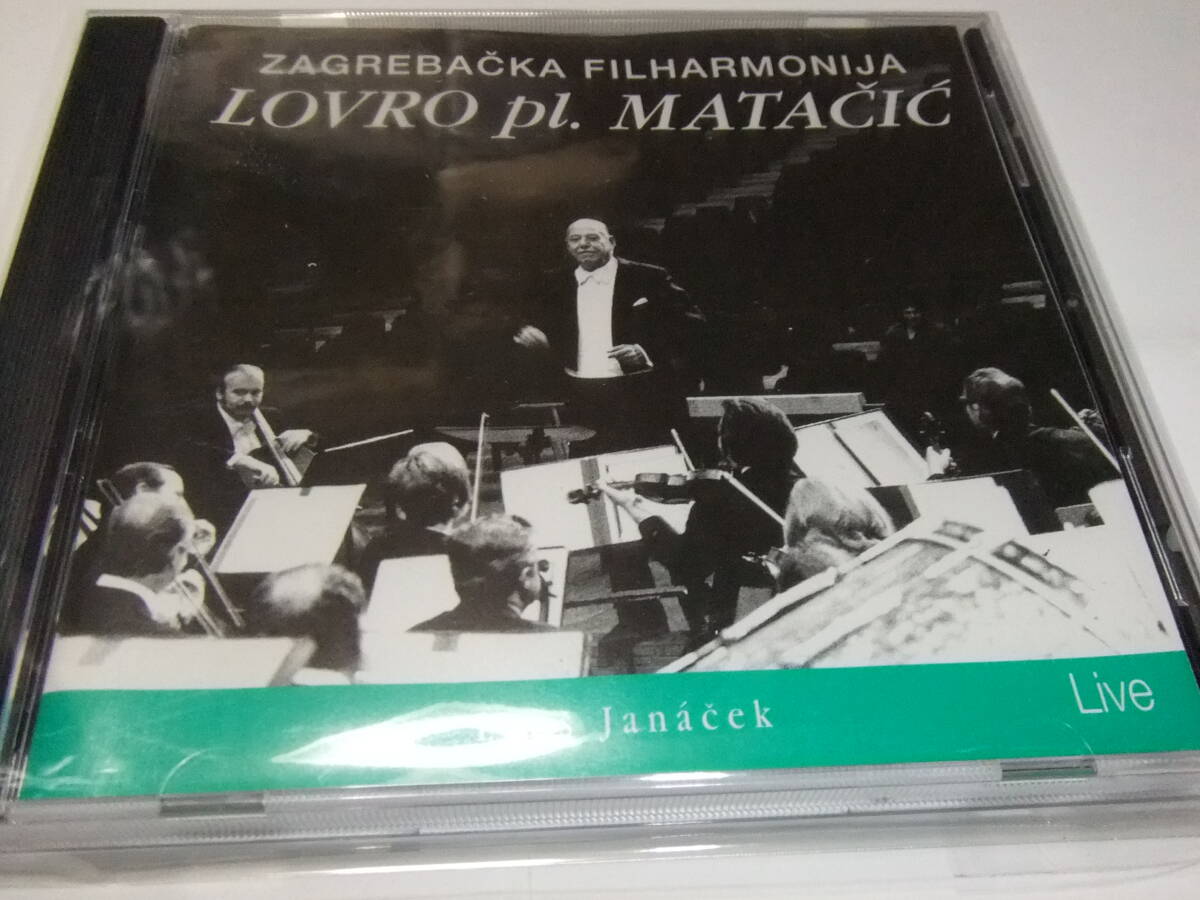 ZAGREBAČKA FILHARMONIJA
LOVRO pl. MATAČIĆ
Janáček
Live